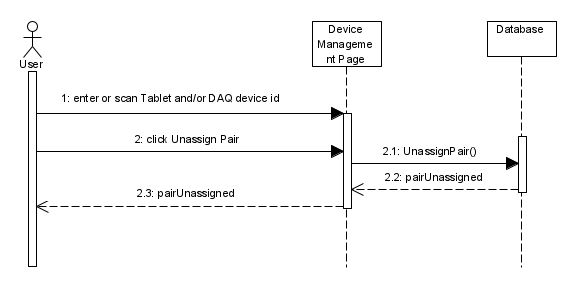 User
Device
Manageme
nt Page
Database
1: enter or scan Tablet and/or DAQ device id
2: click Unassign Pair
2.1: UnassignPair()
2.2: pairUnassigned
2.3: pairUnassigned